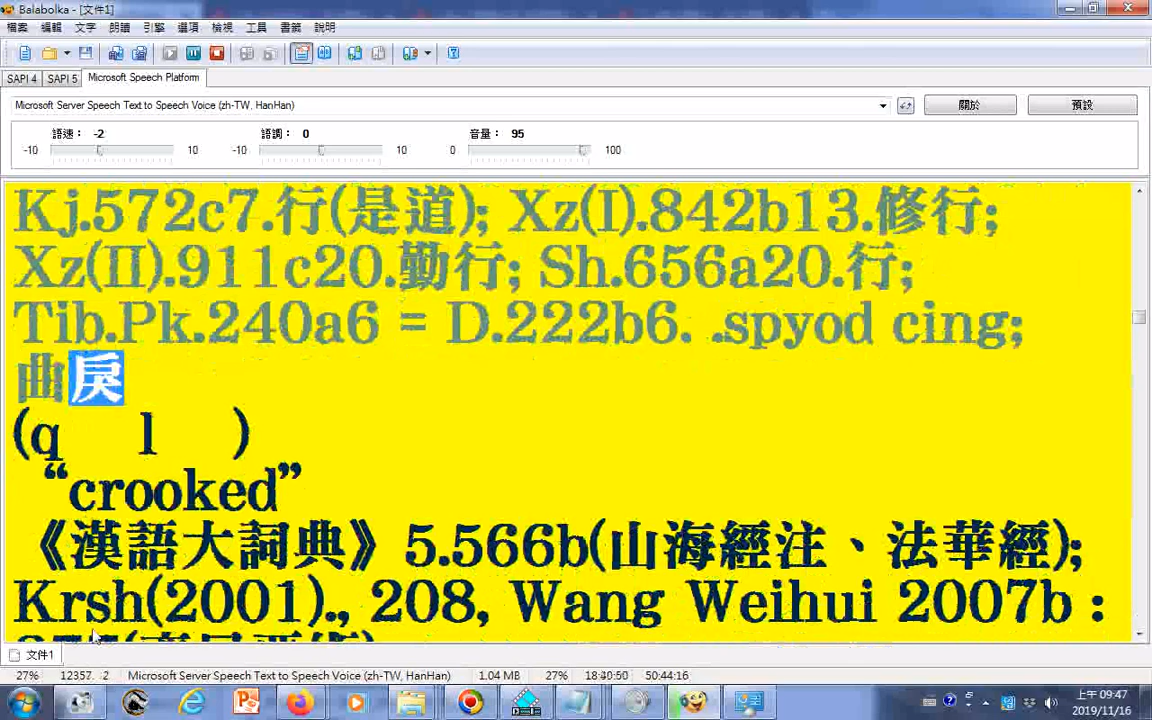 Balabolka - [文件1]
檔案 編輯 文字 朗讀 引擎 選項 檢視 工具 書籤 說明
SAPI 4 SAPI 5 Microsoft Speech Platform
Microsoft Server Speech Text to Speech Voice (zh-TW, HanHan) 關於 預設
語速： -2 語調： 0 音量： 95
-10 10 -10 10 0 100
Kj.572c7.行(是道); Xz(I).842b13.修行;
Xz(II).911c20.勤行; Sh.656a20.行;
Tib.Pk.240a6 = D.222b6. .spyod cing;
曲戾
(q l )
“crooked”
《漢語大詞典》5.566b(山海經注、法華經);
Krsh(2001)., 208, Wang Weihui 2007b :
文件1
27% Microsoft Server Speech Text to Speech Voice (zh-TW, HanHan) 1.04 MB 27% 18:40:50 50:44:16
上午 09:47
2019/11/16